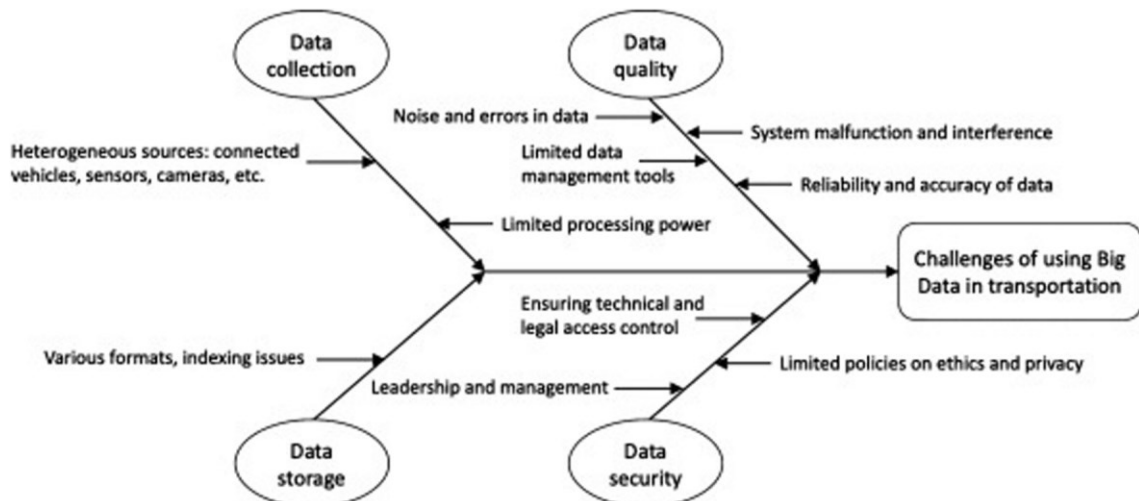 Data
collection
Data
quality
Noise and errors in data
System malfunction and interference
Heterogeneous sources: connected
vehicles, sensors, cameras, etc.
Limited data
management tools
Reliability and accuracy of data
Limited processing power
Challenges of using Big
Data in transportation
Ensuring technical and
legal access control
Various formats, indexing issues
Limited policies on ethics and privacy
Leadership and management
Data
storage
Data
security